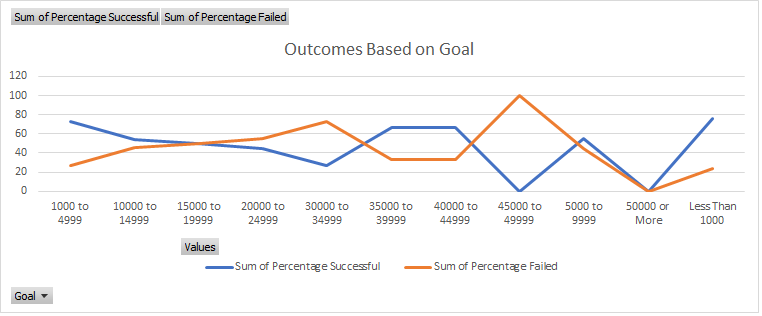 Sum of Percentage Successful Sum of Percentage Failed
Outcomes Based on Goal
120
100
80
60
40
20
0
1000 to 4999
10000 to 14999
15000 to 19999
20000 to 24999
30000 to 34999
35000 to 39999
40000 to 44999
45000 to 49999
5000 to 9999
50000 or More
Less Than 1000
Values
Sum of Percentage Successful Sum of Percentage Failed
Goal